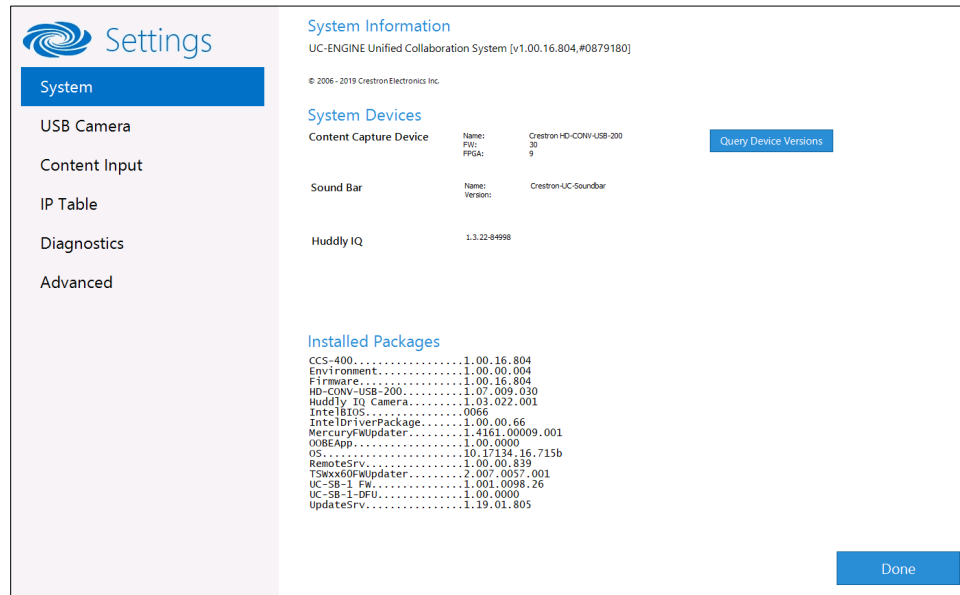 Settings
System
USB Camera
Content Input
IP Table
Diagnostics
Advanced
System Information
UC-ENGINE Unified Collaboration System [v1.00.16.804,#0879180]
© 2006 - 2019 Crestron Electronics Inc.
System Devices
Content Capture Device Name: Crestron HD-CONV-USB-200
FW: 30
FPGA: 9
Query Device Versions
Sound Bar Name: Crestron-UC-Soundbar
Version:
Huddly IQ 1.3.22-84998
Installed Packages
CCS-400.................1.00.16.804
Environment.............1.00.00.004
Firmware................1.00.16.804
HD-CONV-USB-200.........1.07.009.030
Huddly IQ Camera........1.03.022.001
IntelBIOS...............0066
IntelDriverPackage......1.00.00.66
MercuryFWUpdater........1.4161.00009.001
OOBEApp.................1.00.0000
OS......................10.17134.16.715b
RemoteSrv...............1.00.00.839
TSWxx60FWUpdater........2.007.0057.001
UC-SB-1 FW..............1.001.0098.26
UC-SB-1-DFU.............1.00.0000
UpdateSrv...............1.19.01.805
Done